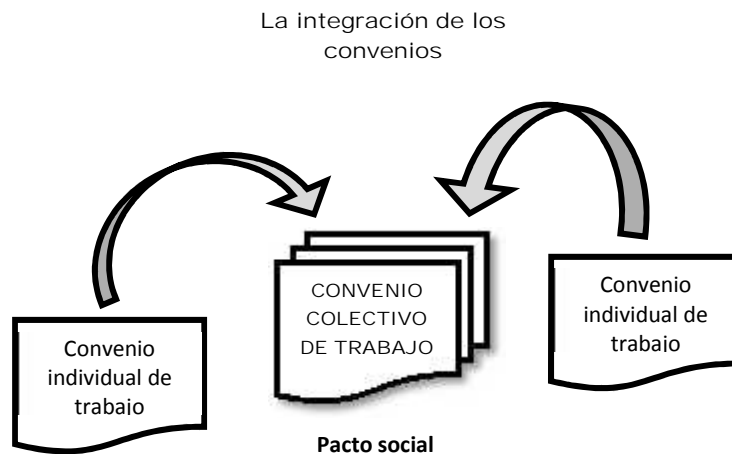 La integración de los
convenios
CONVENIO
COLECTIVO
DE TRABAJO
Convenio
individual de
trabajo
Convenio
individual de
trabajo
Pacto social